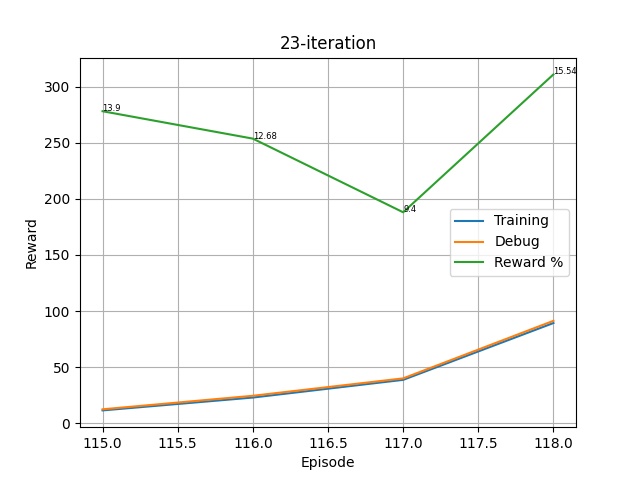 23-iteration
300
250
200
150
100
50
0
Reward
13.9
12.68
9.4
15.54
Training
Debug
Reward %
115.0 115.5 116.0 116.5 117.0 117.5 118.0
Episode